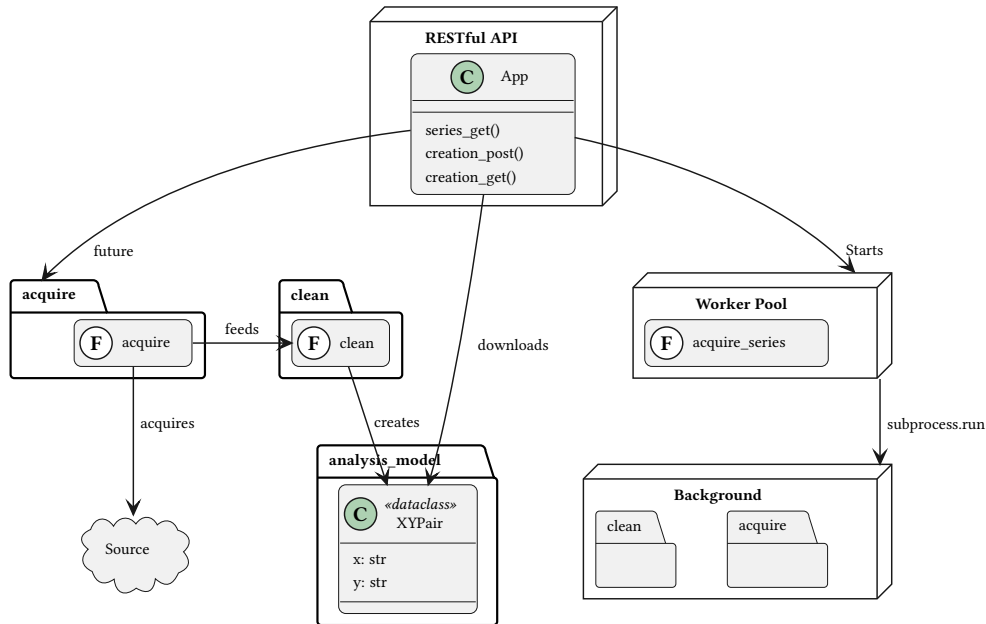 RESTful API
C App
series_get()
creation_post()
creation_get()
future
Starts
acquire
F acquire
feeds
clean
F clean
downloads
Worker Pool
F acquire_series
acquires
creates
subprocess.run
analysis_model
C «dataclass»
XYPair
x: str
y: str
Source
Background
clean
acquire